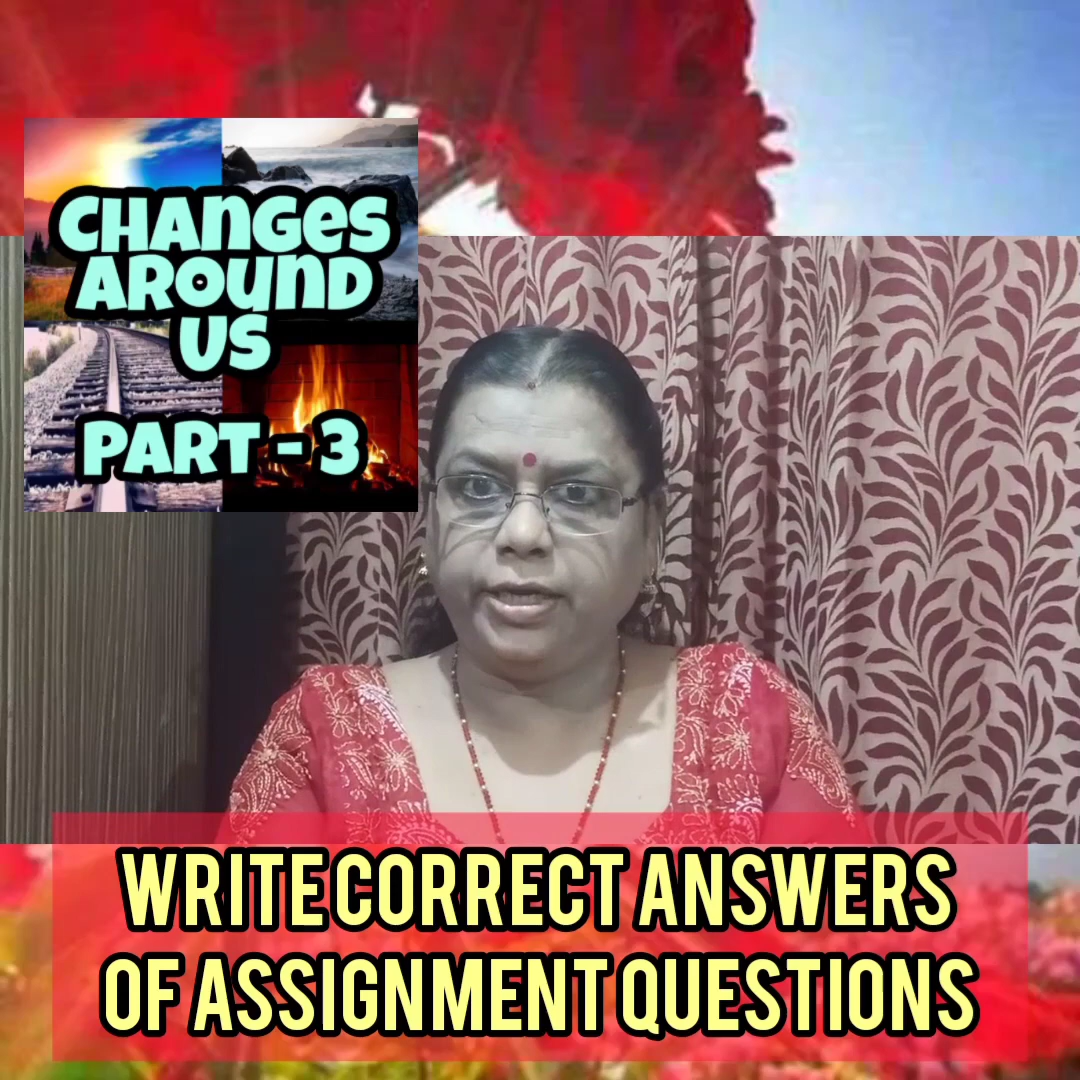 CHANGES
AROUND
US
PART - 3
WRITE CORRECT ANSWERS
OF ASSIGNMENT QUESTIONS